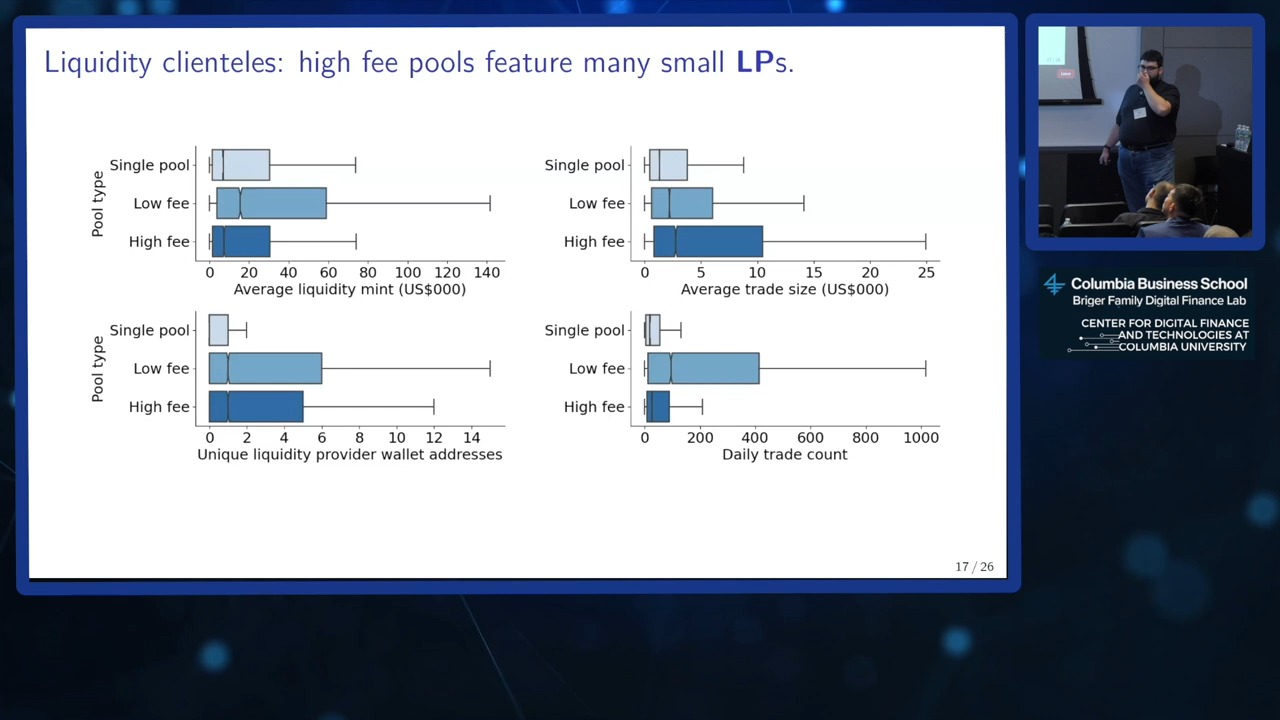 Liquidity clienteles: high fee pools feature many small LPs.
Pool type
Single pool
Low fee
High fee
0 20 40 60 80 100 120 140
Average liquidity mint (US$000)
Single pool
Low fee
High fee
0 5 10 15 20 25
Average trade size (US$000)
Pool type
Single pool
Low fee
High fee
0 2 4 6 8 10 12 14
Unique liquidity provider wallet addresses
Single pool
Low fee
High fee
0 200 400 600 800 1000
Daily trade count
17 / 26
Columbia Business School
Briger Family Digital Finance Lab
CENTER FOR DIGITAL FINANCE
AND TECHNOLOGIES AT
COLUMBIA UNIVERSITY